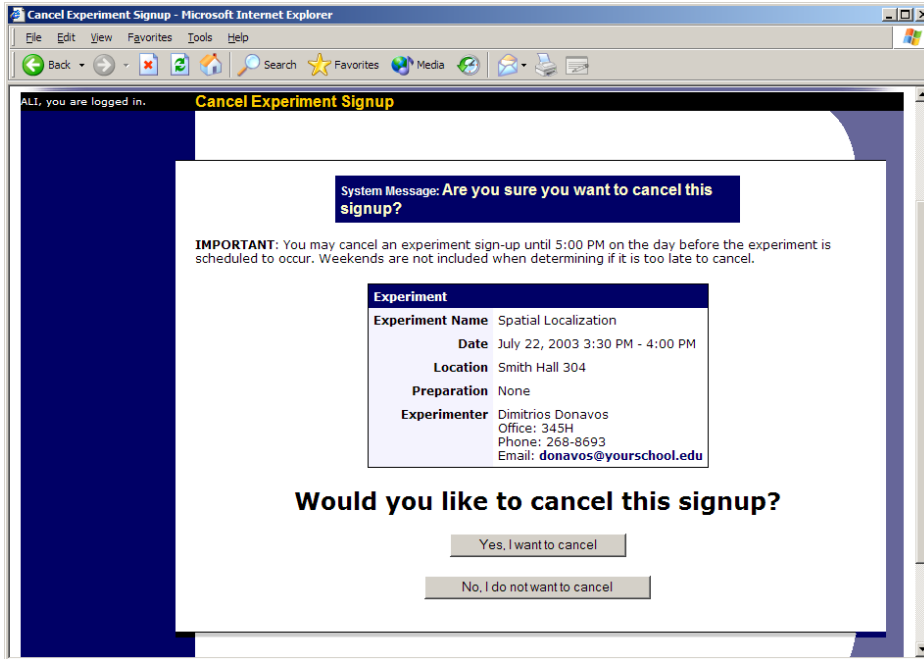 Cancel Experiment Signup - Microsoft Internet Explorer
File Edit View Favorites Tools Help
Back Search Favorites Media
ALI, you are logged in. Cancel Experiment Signup
System Message: Are you sure you want to cancel this
signup?
IMPORTANT: You may cancel an experiment sign-up until 5:00 PM on the day before the experiment is
scheduled to occur. Weekends are not included when determining if it is too late to cancel.
Experiment
Experiment Name Spatial Localization
Date July 22, 2003 3:30 PM - 4:00 PM
Location Smith Hall 304
Preparation None
Experimenter Dimitrios Donavos
Office: 345H
Phone: 268-8693
Email: donavos@yourschool.edu
Would you like to cancel this signup?
Yes, I want to cancel
No, I do not want to cancel